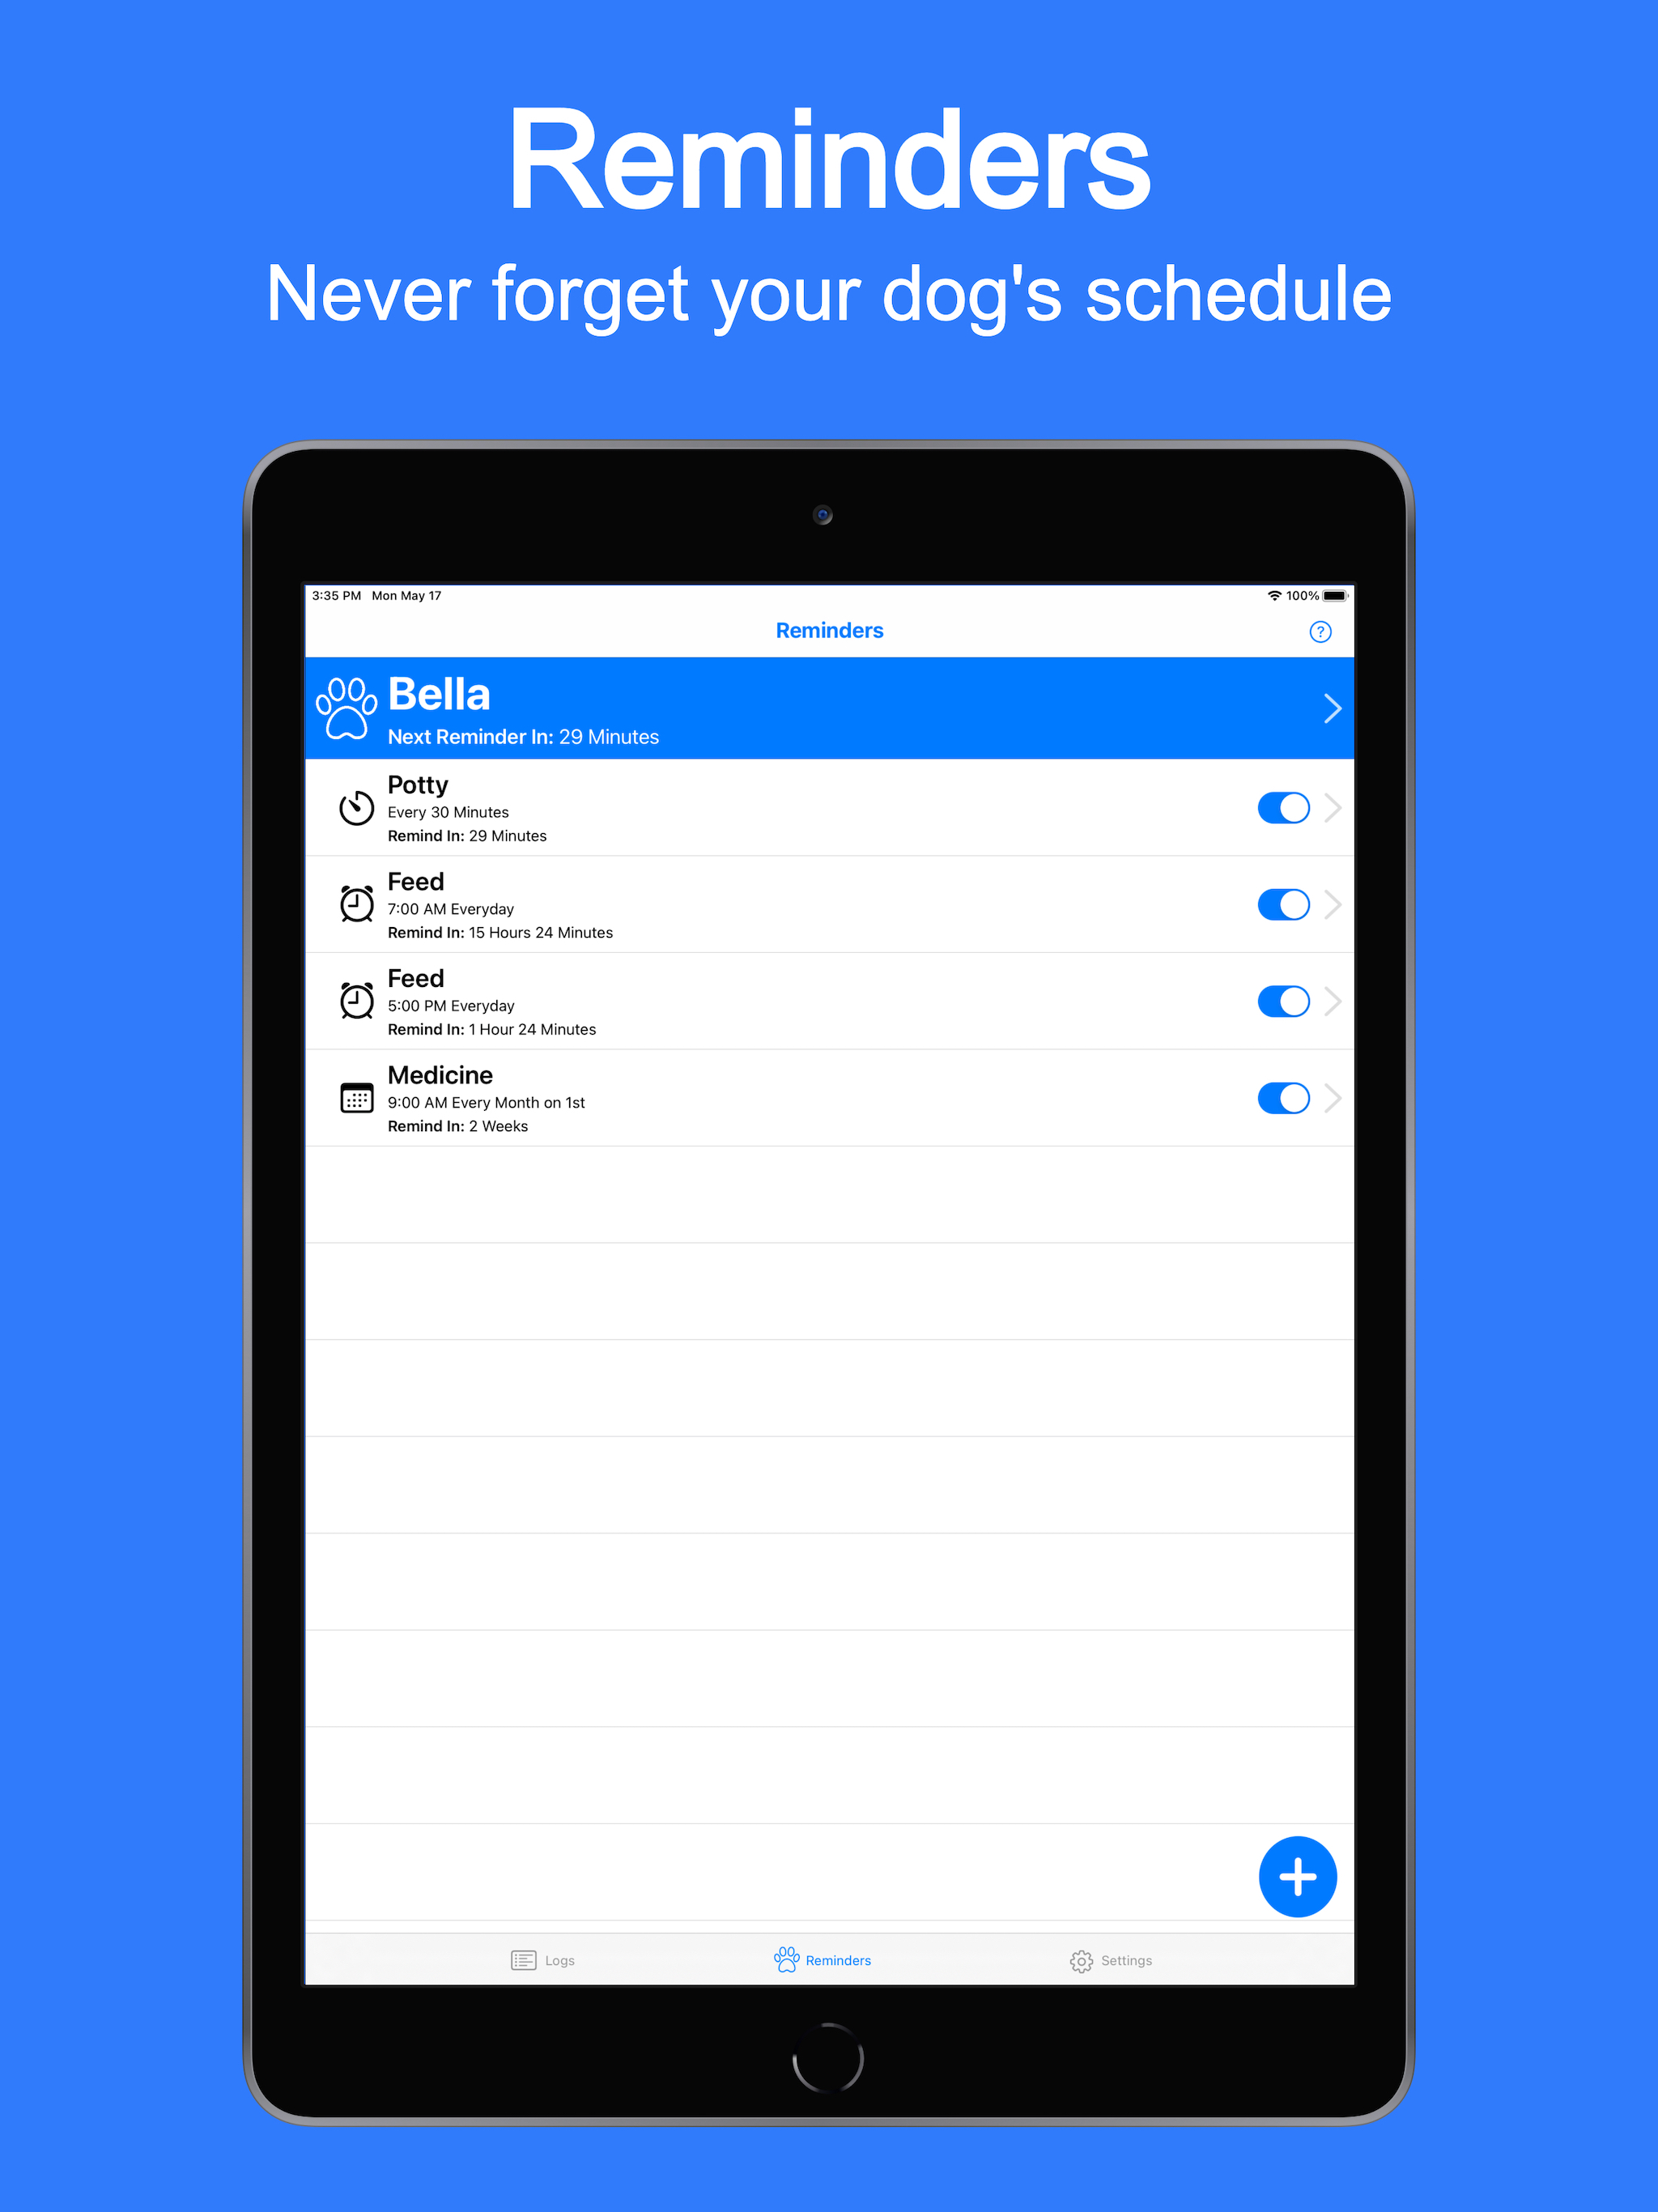 Reminders
Never forget your dog's schedule
3:35 PM Mon May 17
100%
Reminders
?
Bella
Next Reminder In: 29 Minutes
Potty
Every 30 Minutes
Remind In: 29 Minutes
Feed
7:00 AM Everyday
Remind In: 15 Hours 24 Minutes
Feed
5:00 PM Everyday
Remind In: 1 Hour 24 Minutes
Medicine
9:00 AM Every Month on 1st
Remind In: 2 Weeks
Logs
Reminders
Settings